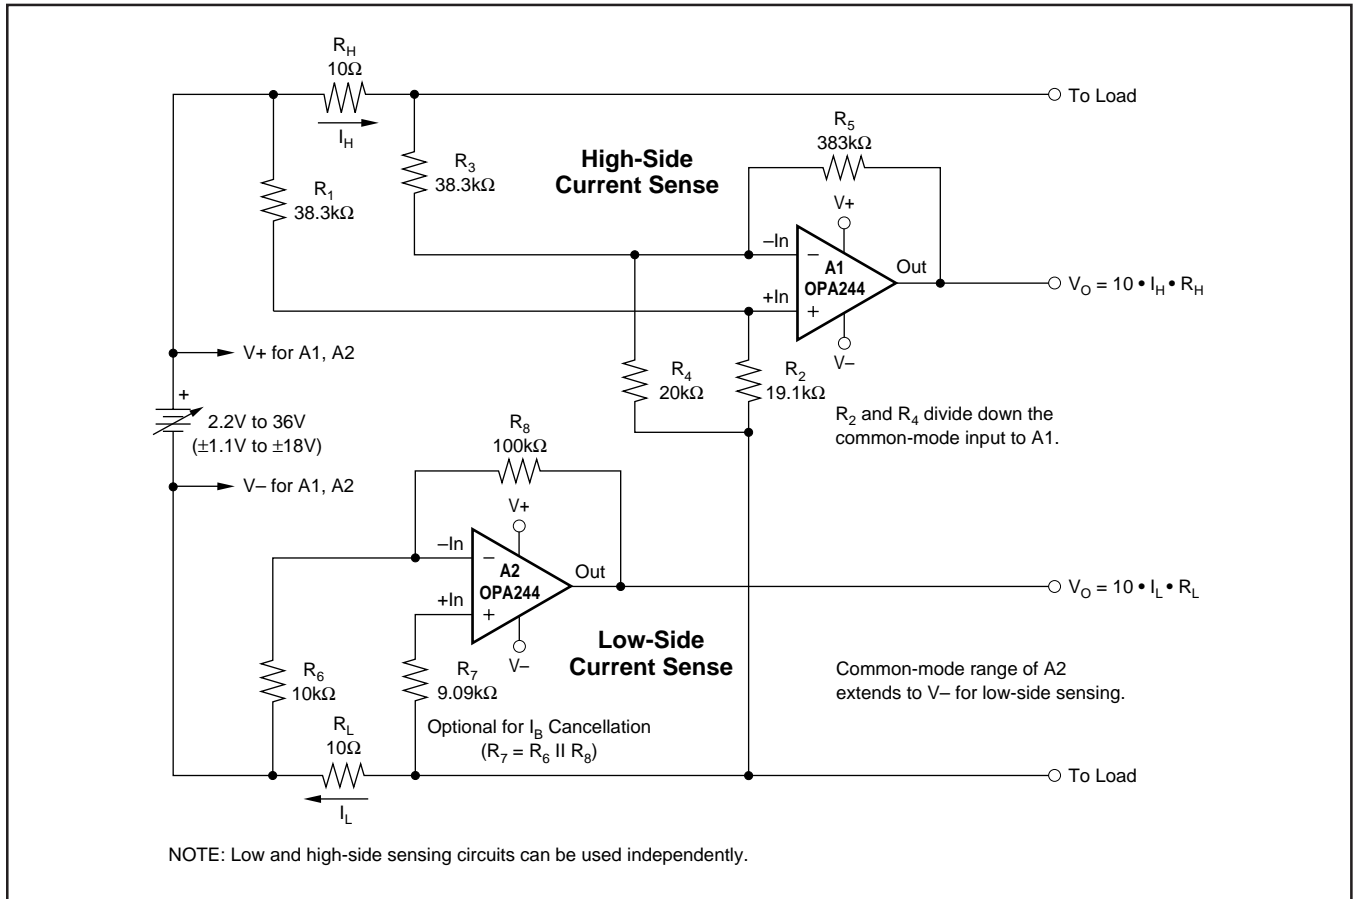 R_H
10Ω
To Load
I_H
R_5
383kΩ
High-Side
Current Sense
R_3
38.3kΩ
R_1
38.3kΩ
V+
–In
−
A1
OPA244
Out
V_O = 10 • I_H • R_H
+In
+
V–
V+ for A1, A2
R_4
20kΩ
R_2
19.1kΩ
+
2.2V to 36V
(±1.1V to ±18V)
R_2 and R_4 divide down the
common-mode input to A1.
R_8
100kΩ
V– for A1, A2
V+
–In
−
A2
OPA244
Out
V_O = 10 • I_L • R_L
+In
+
V–
Low-Side
Current Sense
R_6
10kΩ
R_7
9.09kΩ
Common-mode range of A2
extends to V– for low-side sensing.
R_L
10Ω
Optional for I_B Cancellation
(R_7 = R_6 II R_8)
To Load
I_L
NOTE: Low and high-side sensing circuits can be used independently.